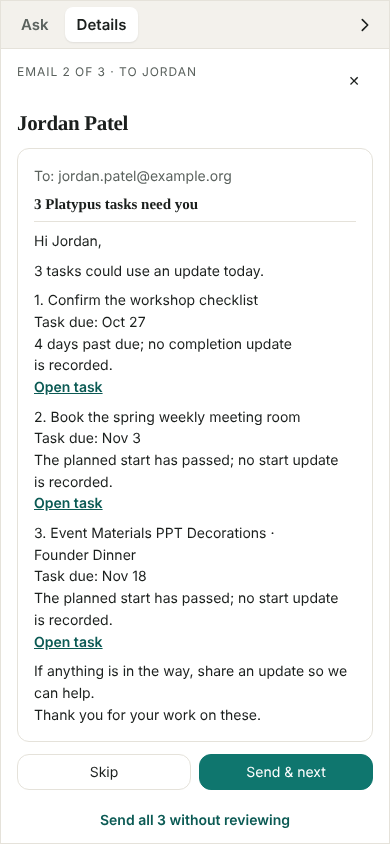 Ask Details
EMAIL 2 OF 3 · TO JORDAN
Jordan Patel
To: jordan.patel@example.org
3 Platypus tasks need you
Hi Jordan,
3 tasks could use an update today.
1. Confirm the workshop checklist
Task due: Oct 27
4 days past due; no completion update
is recorded.
Open task
2. Book the spring weekly meeting room
Task due: Nov 3
The planned start has passed; no start update
is recorded.
Open task
3. Event Materials PPT Decorations ·
Founder Dinner
Task due: Nov 18
The planned start has passed; no start update
is recorded.
Open task
If anything is in the way, share an update so we
can help.
Thank you for your work on these.
Skip Send & next
Send all 3 without reviewing